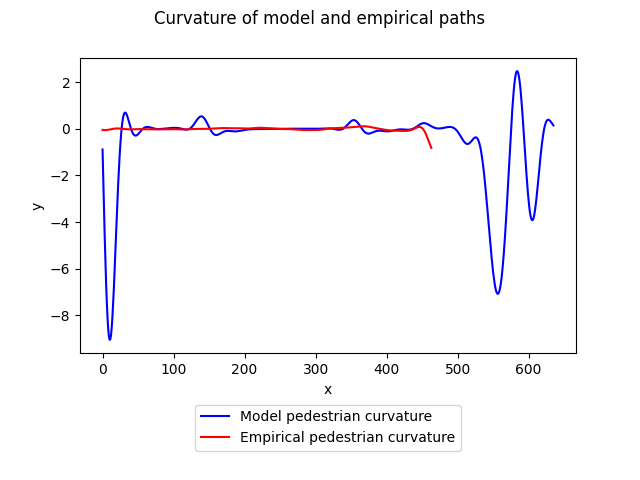 Curvature of model and empirical paths
2
0
−2
−4
−6
−8
y
0 100 200 300 400 500 600
x
Model pedestrian curvature
Empirical pedestrian curvature